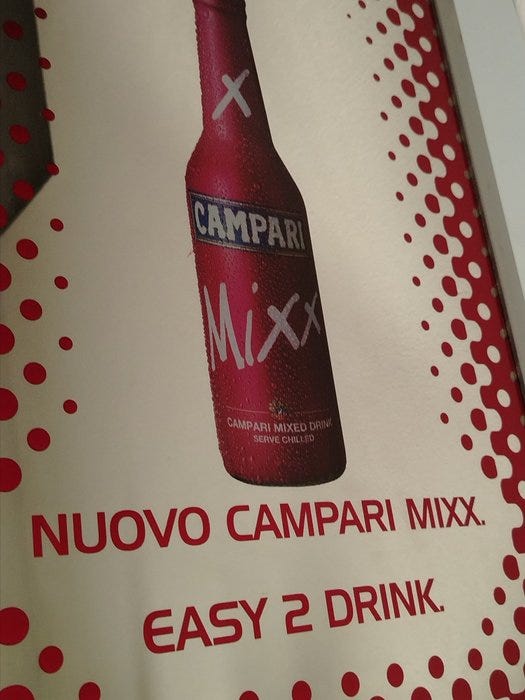 X
CAMPARI
Mixx
CAMPARI MIXED DRINK
SERVE CHILLED
NUOVO CAMPARI MIXX.
EASY 2 DRINK.